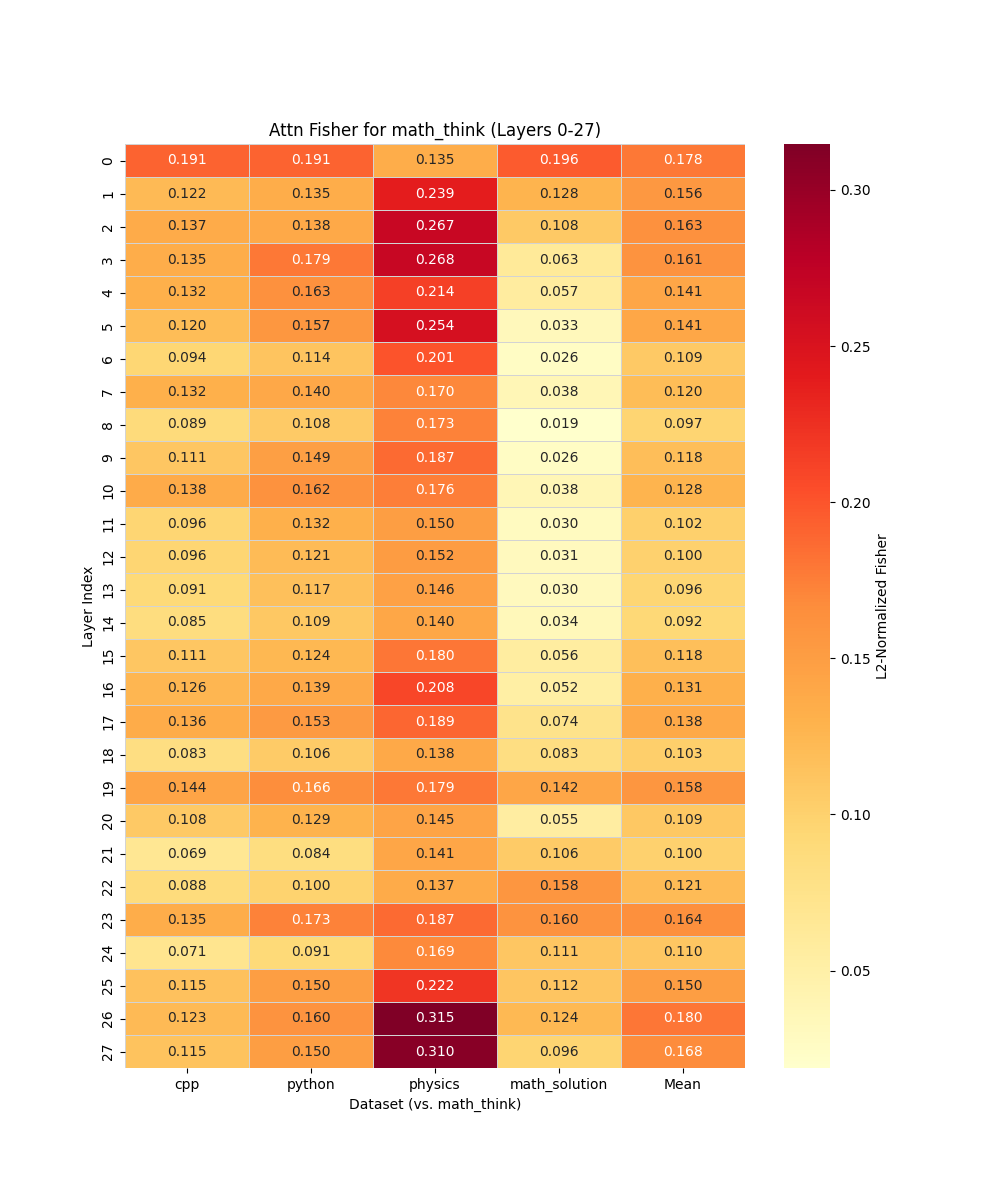 Attn Fisher for math_think (Layers 0-27)
0 0.191 0.191 0.135 0.196 0.178
1 0.122 0.135 0.239 0.128 0.156
2 0.137 0.138 0.267 0.108 0.163
3 0.135 0.179 0.268 0.063 0.161
4 0.132 0.163 0.214 0.057 0.141
5 0.120 0.157 0.254 0.033 0.141
6 0.094 0.114 0.201 0.026 0.109
7 0.132 0.140 0.170 0.038 0.120
8 0.089 0.108 0.173 0.019 0.097
9 0.111 0.149 0.187 0.026 0.118
10 0.138 0.162 0.176 0.038 0.128
11 0.096 0.132 0.150 0.030 0.102
12 0.096 0.121 0.152 0.031 0.100
13 0.091 0.117 0.146 0.030 0.096
14 0.085 0.109 0.140 0.034 0.092
15 0.111 0.124 0.180 0.056 0.118
16 0.126 0.139 0.208 0.052 0.131
17 0.136 0.153 0.189 0.074 0.138
18 0.083 0.106 0.138 0.083 0.103
19 0.144 0.166 0.179 0.142 0.158
20 0.108 0.129 0.145 0.055 0.109
21 0.069 0.084 0.141 0.106 0.100
22 0.088 0.100 0.137 0.158 0.121
23 0.135 0.173 0.187 0.160 0.164
24 0.071 0.091 0.169 0.111 0.110
25 0.115 0.150 0.222 0.112 0.150
26 0.123 0.160 0.315 0.124 0.180
27 0.115 0.150 0.310 0.096 0.168
cpp python physics math_solution Mean
Dataset (vs. math_think)
Layer Index
0.30
0.25
0.20
0.15
0.10
0.05
L2-Normalized Fisher